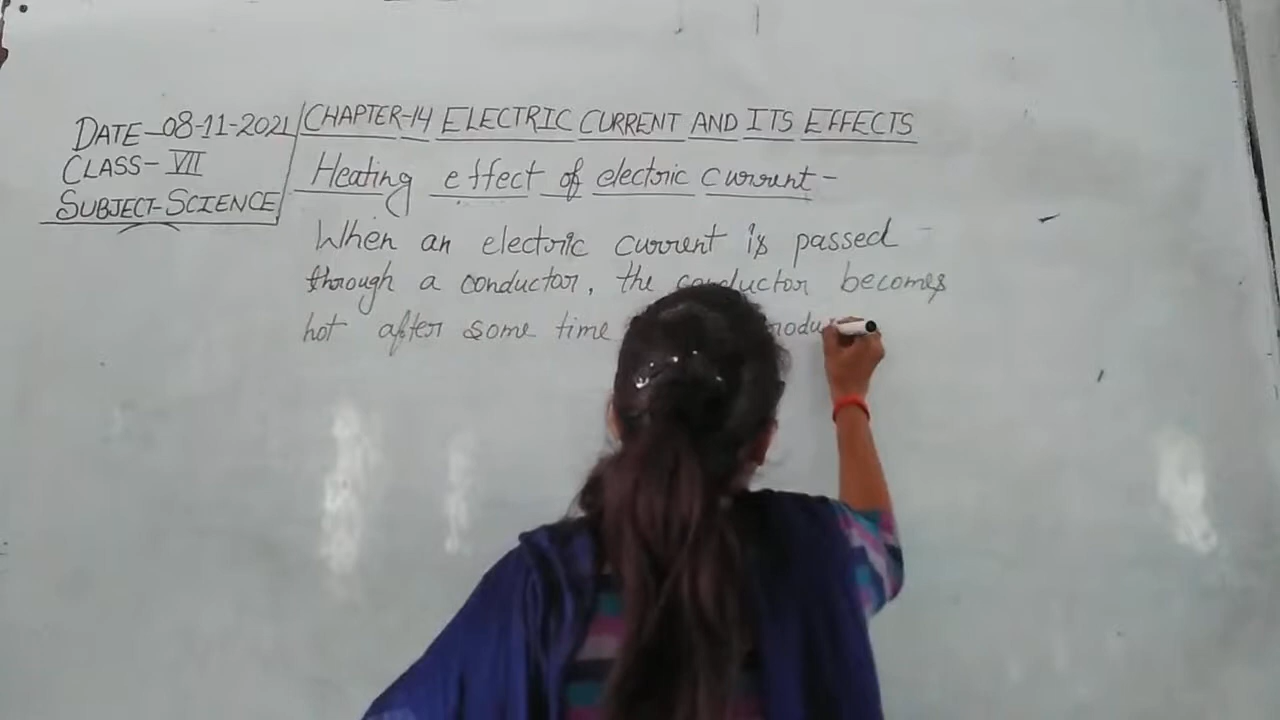 DATE-08-11-2021
CLASS-VII
SUBJECT-SCIENCE
CHAPTER-14 ELECTRIC CURRENT AND ITS EFFECTS
Heating effect of electric current-
When an electric current is passed
through a conductor, the conductor becomes
hot after some time